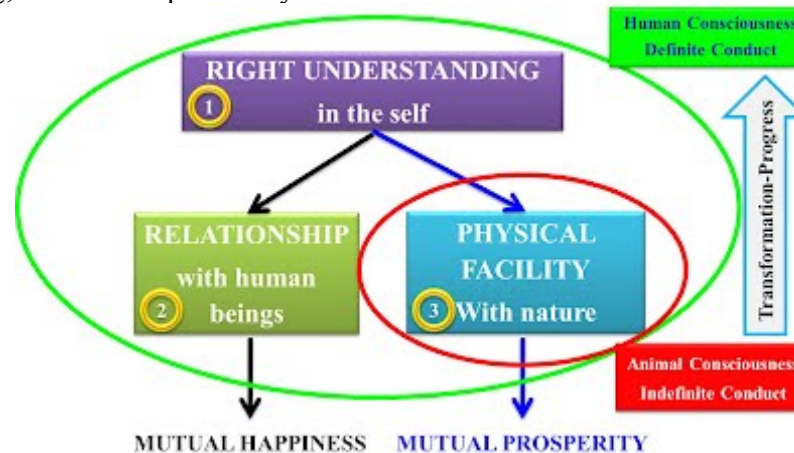 Human Consciousness
Definite Conduct
RIGHT UNDERSTANDING
1
in the self
Transformation-Progress
RELATIONSHIP
with human
beings
2
PHYSICAL
FACILITY
3
With nature
Animal Consciousness
Indefinite Conduct
MUTUAL HAPPINESS
MUTUAL PROSPERITY